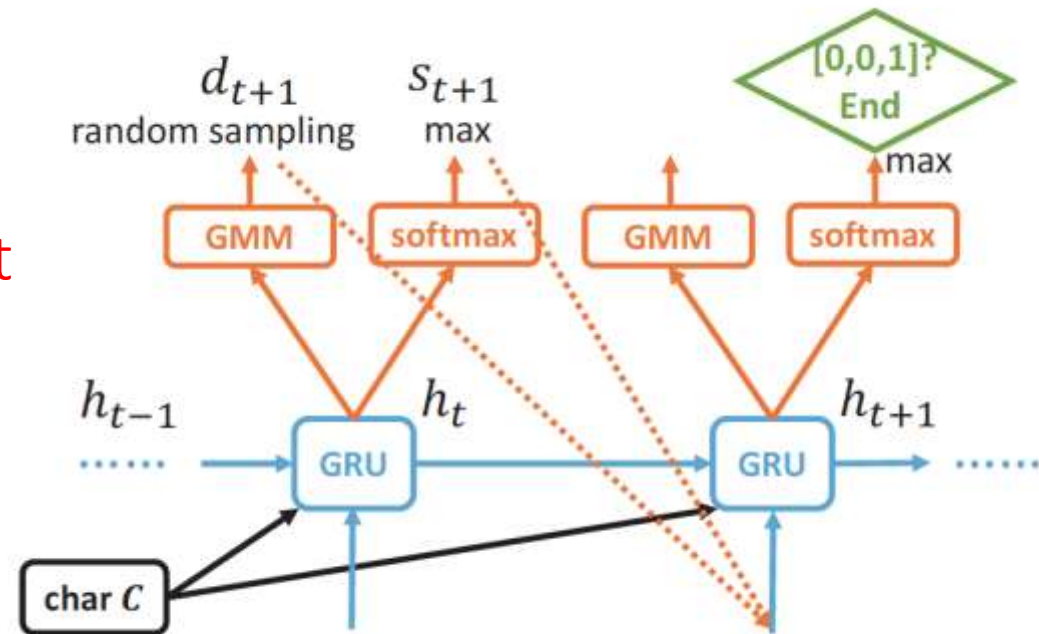 [0,0,1]?
End
d_{t+1}
random sampling
s_{t+1}
max
max
GMM
softmax
GMM
softmax
t
h_{t-1}
h_t
h_{t+1}
......
GRU
GRU
......
char C